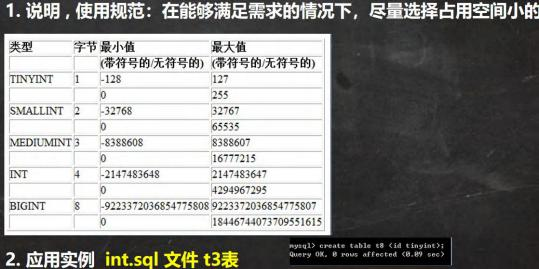 1. 说明，使用规范：在能够满足需求的情况下，尽量选择占用空间小的
类型 字节 最小值 最大值
(带符号的/无符号的) (带符号的/无符号的)
TINYINT 1 -128 127
0 255
SMALLINT 2 -32768 32767
0 65535
MEDIUMINT 3 -8388608 8388607
0 16777215
INT 4 -2147483648 2147483647
0 4294967295
BIGINT 8 -9223372036854775808 9223372036854775807
0 18446744073709551615
mysql> create table t8 (id tinyint);
Query OK, 0 rows affected (0.09 sec)
2. 应用实例 int.sql 文件 t3表